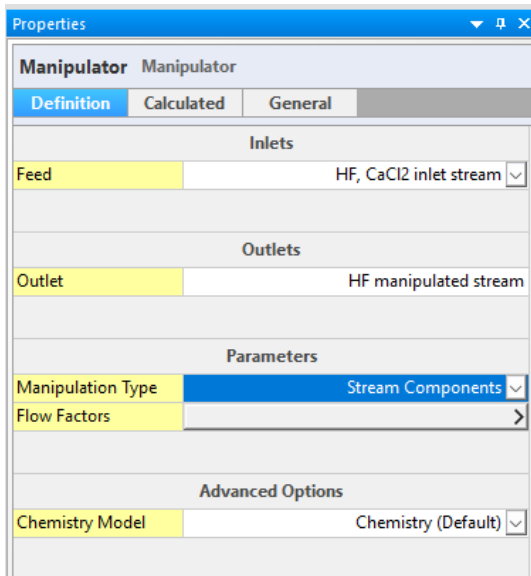 Properties
Manipulator Manipulator
Definition Calculated General
Inlets
Feed HF, CaCl2 inlet stream
Outlets
Outlet HF manipulated stream
Parameters
Manipulation Type Stream Components
Flow Factors
Advanced Options
Chemistry Model Chemistry (Default)